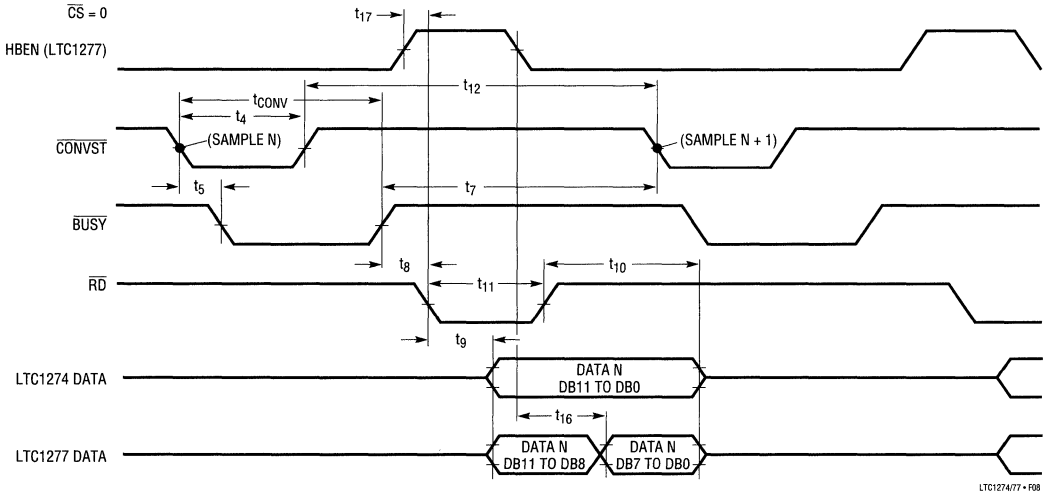 CS = 0
t17
HBEN (LTC1277)
t12
tCONV
t4
CONVST
(SAMPLE N)
(SAMPLE N + 1)
t5
t7
BUSY
t8
t10
RD
t11
t9
LTC1274 DATA
DATA N
DB11 TO DB0
t16
LTC1277 DATA
DATA N
DB11 TO DB8
DATA N
DB7 TO DB0
LTC1274/77 • F08